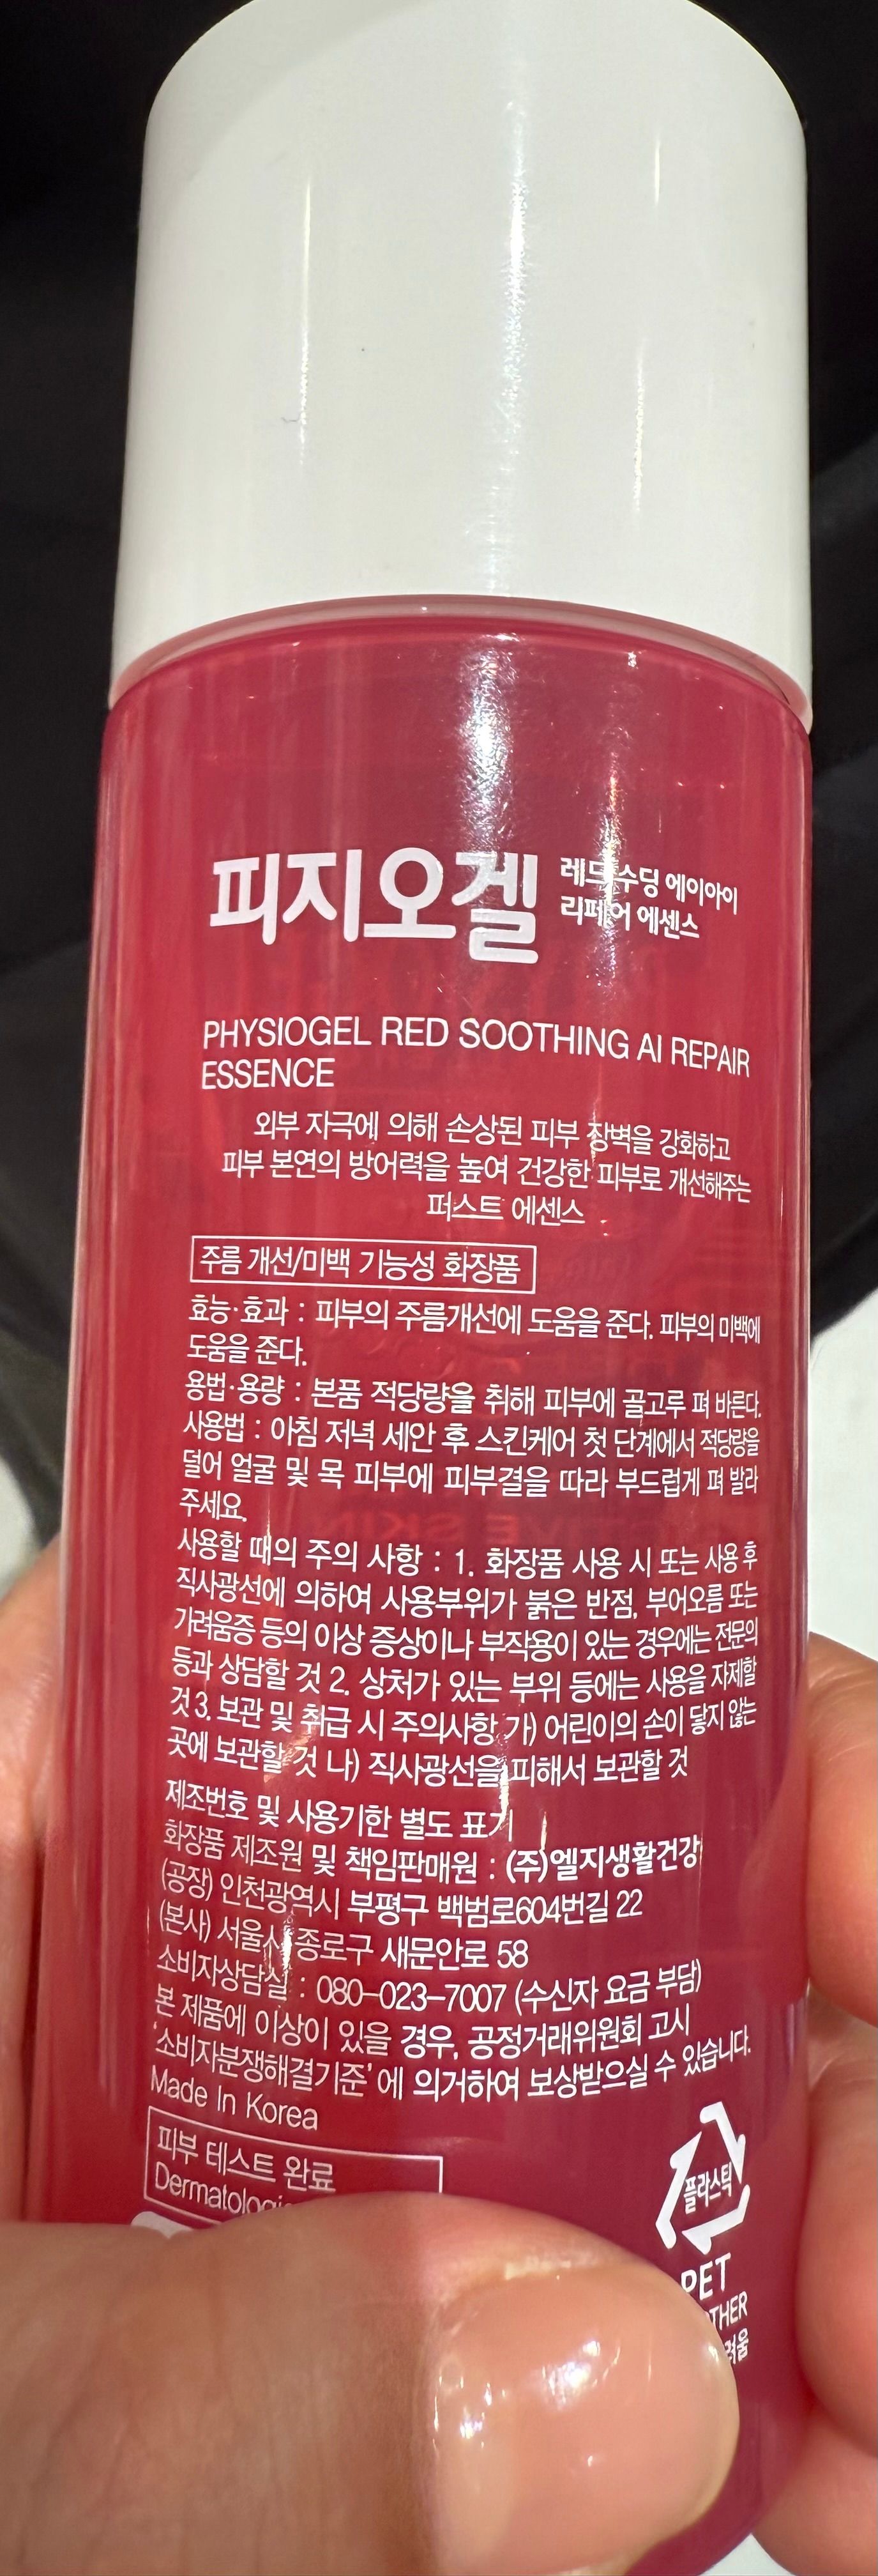 피지오겔
레드 수딩 에이아이
리페어 에센스
PHYSIOGEL RED SOOTHING AI REPAIR
ESSENCE
외부 자극에 의해 손상된 피부 장벽을 강화하고
피부 본연의 방어력을 높여 건강한 피부로 개선해주는
퍼스트 에센스
주름 개선/미백 기능성 화장품
효능·효과 : 피부의 주름개선에 도움을 준다. 피부의 미백에
도움을 준다.
용법·용량 : 본품 적당량을 취해 피부에 골고루 펴 바른다.
사용법 : 아침 저녁 세안 후 스킨케어 첫 단계에서 적당량을
덜어 얼굴 및 목 피부에 피부결을 따라 부드럽게 펴 발라
주세요.
사용할 때의 주의 사항 : 1. 화장품 사용 시 또는 사용 후
직사광선에 의하여 사용부위가 붉은 반점, 부어오름 또는
가려움증 등의 이상 증상이나 부작용이 있는 경우에는 전문의
등과 상담할 것 2. 상처가 있는 부위 등에는 사용을 자제할
것 3. 보관 및 취급 시 주의사항 가) 어린이의 손이 닿지 않는
곳에 보관할 것 나) 직사광선을 피해서 보관할 것
제조번호 및 사용기한 별도 표기
화장품 제조원 및 책임판매원 : (주)엘지생활건강
(공장) 인천광역시 부평구 백범로604번길 22
(본사) 서울시 종로구 새문안로 58
소비자상담실 : 080-023-7007 (수신자 요금 부담)
본 제품에 이상이 있을 경우, 공정거래위원회 고시
'소비자분쟁해결기준'에 의거하여 보상받으실 수 있습니다.
Made In Korea
피부 테스트 완료
플라스틱
PET